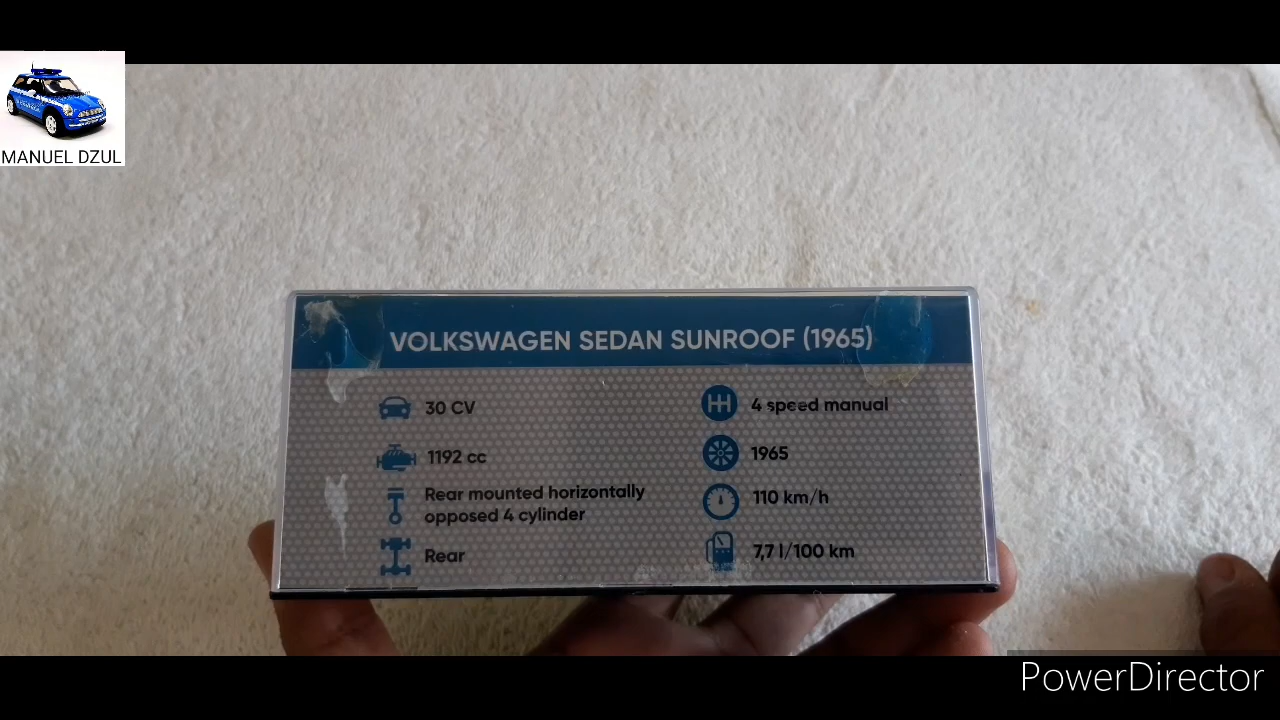 MANUEL DZUL
VOLKSWAGEN SEDAN SUNROOF (1965)
30 CV
1192 cc
Rear mounted horizontally
opposed 4 cylinder
Rear
4 speed manual
1965
110 km/h
7,7 l/100 km
PowerDirector